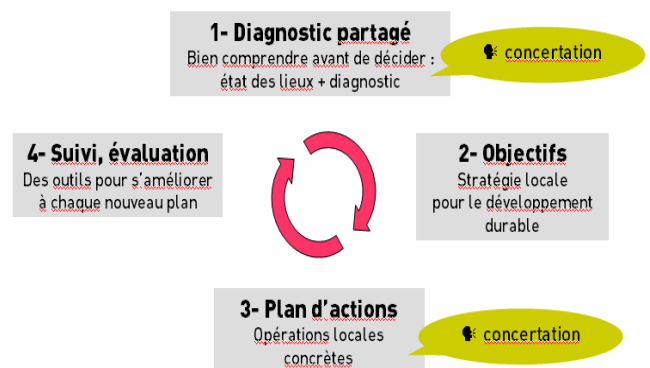 1- Diagnostic partagé
Bien comprendre avant de décider :
état des lieux + diagnostic
concertation
2- Objectifs
Stratégie locale
pour le développement
durable
3- Plan d'actions
Opérations locales
concrètes
concertation
4- Suivi, évaluation
Des outils pour s'améliorer
à chaque nouveau plan